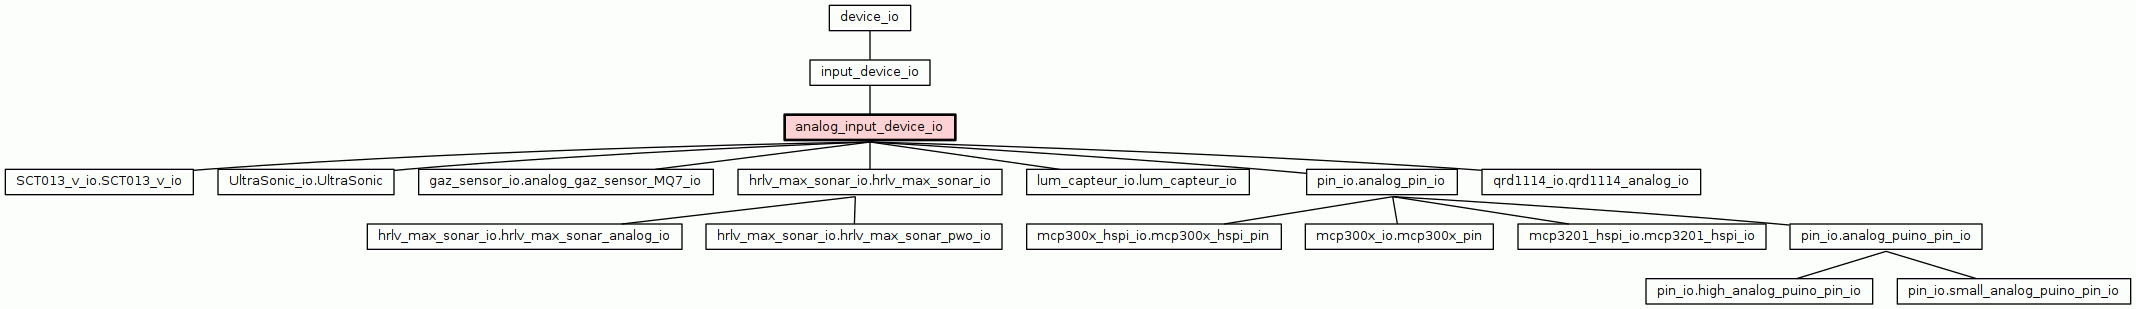 device_io
input_device_io
analog_input_device_io
SCT013_v_io.SCT013_v_io
UltraSonic_io.UltraSonic
gaz_sensor_io.analog_gaz_sensor_MQ7_io
hrlv_max_sonar_io.hrlv_max_sonar_io
lum_capteur_io.lum_capteur_io
pin_io.analog_pin_io
qrd1114_io.qrd1114_analog_io
hrlv_max_sonar_io.hrlv_max_sonar_analog_io
hrlv_max_sonar_io.hrlv_max_sonar_pwo_io
mcp300x_hspi_io.mcp300x_hspi_pin
mcp300x_io.mcp300x_pin
mcp3201_hspi_io.mcp3201_hspi_io
pin_io.analog_puino_pin_io
pin_io.high_analog_puino_pin_io
pin_io.small_analog_puino_pin_io